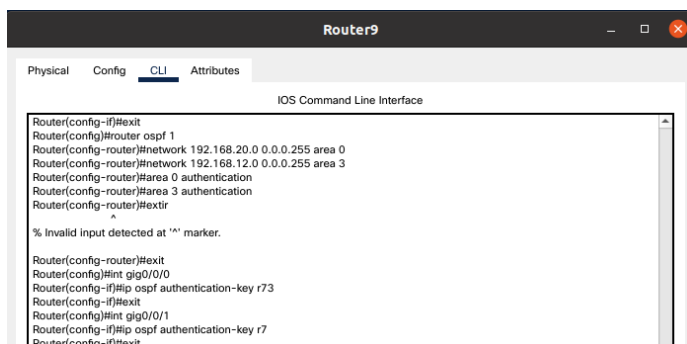 Router9
Physical Config CLI Attributes
IOS Command Line Interface
Router(config-if)#exit
Router(config)#router ospf 1
Router(config-router)#network 192.168.20.0 0.0.0.255 area 0
Router(config-router)#network 192.168.12.0 0.0.0.255 area 3
Router(config-router)#area 0 authentication
Router(config-router)#area 3 authentication
Router(config-router)#extir
^
% Invalid input detected at '^' marker.
Router(config-router)#exit
Router(config)#int gig0/0/0
Router(config-if)#ip ospf authentication-key r73
Router(config-if)#exit
Router(config)#int gig0/0/1
Router(config-if)#ip ospf authentication-key r7
Router(config-if)#exit